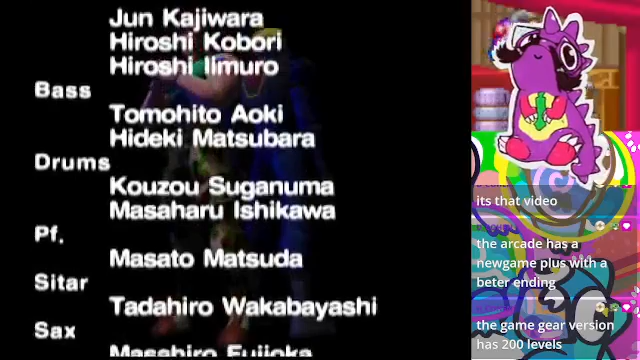 Jun Kajiwara
Hiroshi Kobori
Hiroshi Iimuro
Bass
Tomohito Aoki
Hideki Matsubara
Drums
Kouzou Suganuma
Masaharu Ishikawa
Pf.
Masato Matsuda
Sitar
Tadahiro Wakabayashi
Sax
Masahiro Fujioka
its that video
the arcade has a
newgame plus with a
beter ending
the game gear version
has 200 levels